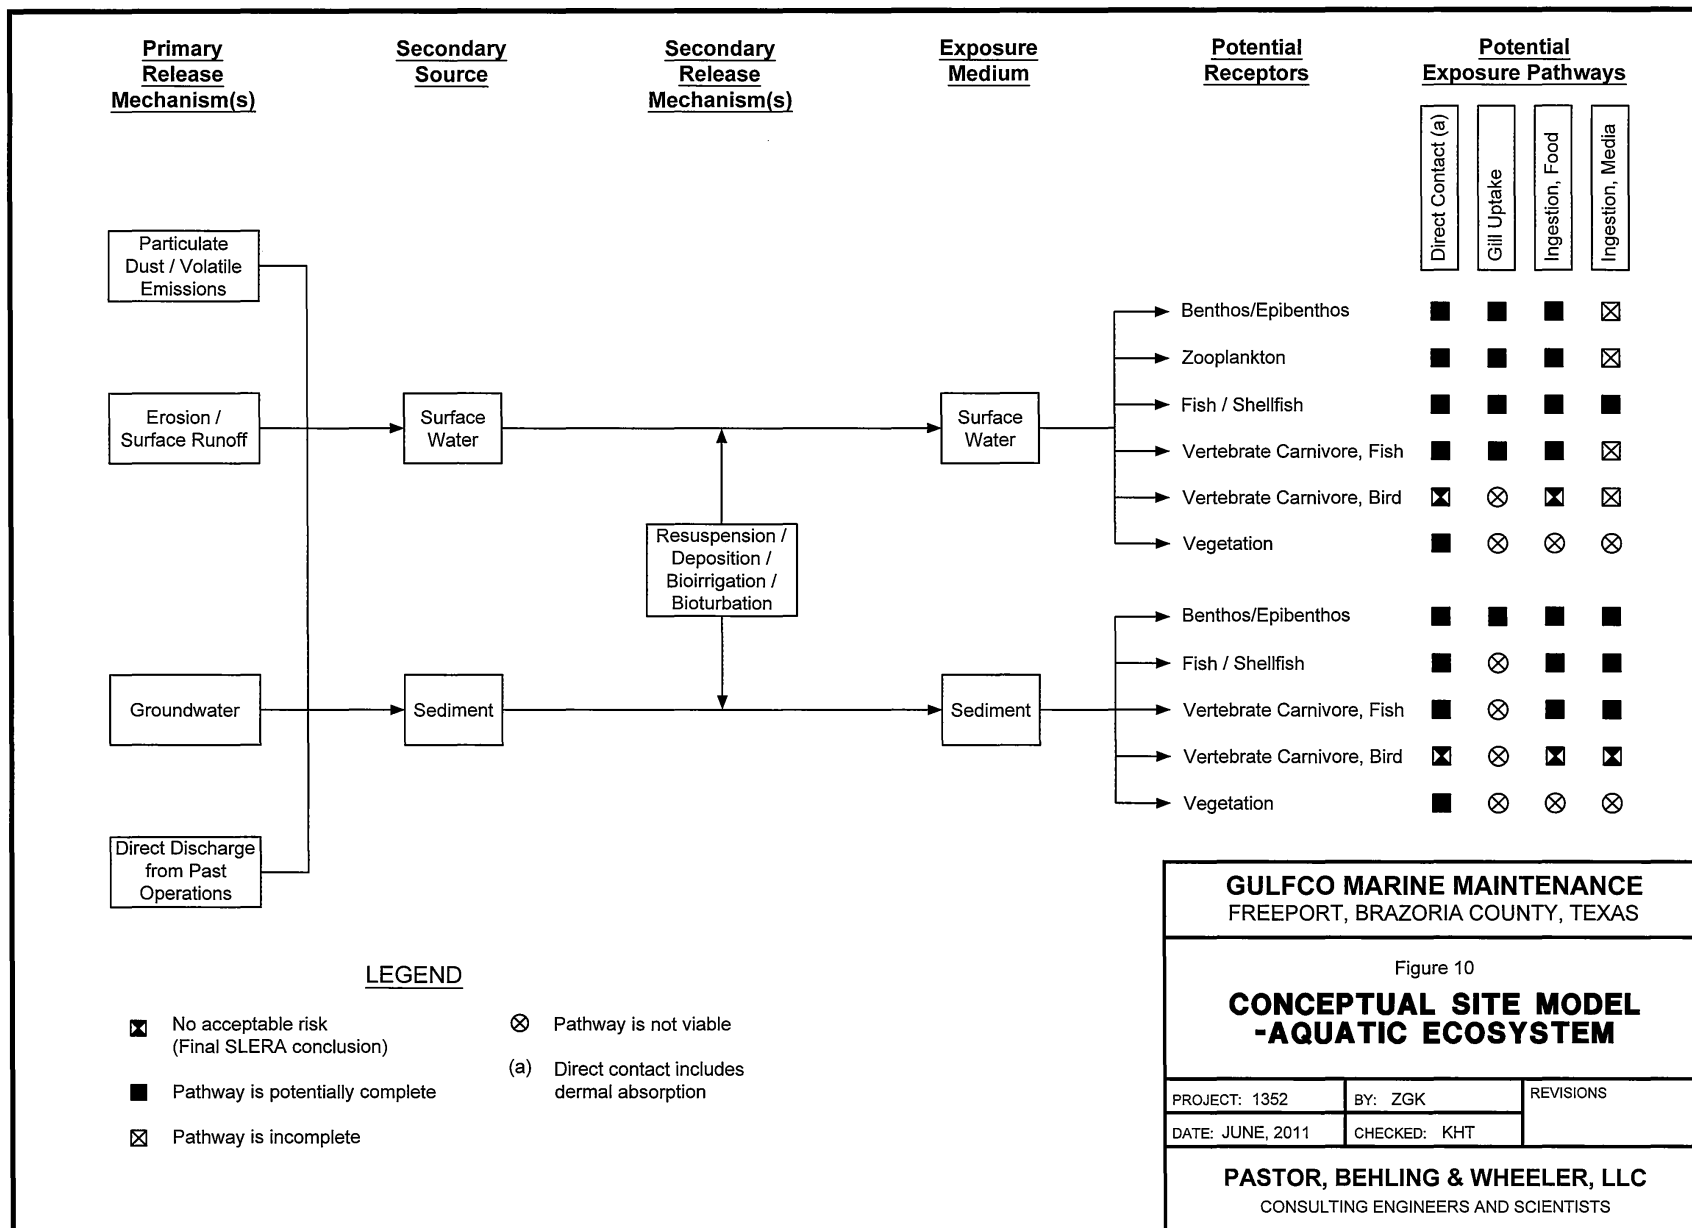 Primary
Release
Mechanism(s)
Secondary
Source
Secondary
Release
Mechanism(s)
Exposure
Medium
Potential
Receptors
Potential
Exposure Pathways
Direct Contact (a)
Gill Uptake
Ingestion, Food
Ingestion, Media
Particulate
Dust / Volatile
Emissions
Erosion /
Surface Runoff
Groundwater
Direct Discharge
from Past
Operations
Surface
Water
Sediment
Resuspension /
Deposition /
Bioirrigation /
Bioturbation
Surface
Water
Sediment
Benthos/Epibenthos
Zooplankton
Fish / Shellfish
Vertebrate Carnivore, Fish
Vertebrate Carnivore, Bird
Vegetation
Benthos/Epibenthos
Fish / Shellfish
Vertebrate Carnivore, Fish
Vertebrate Carnivore, Bird
Vegetation
LEGEND
No acceptable risk
(Final SLERA conclusion)
Pathway is potentially complete
Pathway is incomplete
Pathway is not viable
(a) Direct contact includes
dermal absorption
GULFCO MARINE MAINTENANCE
FREEPORT, BRAZORIA COUNTY, TEXAS
Figure 10
CONCEPTUAL SITE MODEL
-AQUATIC ECOSYSTEM
PROJECT: 1352
BY: ZGK
REVISIONS
DATE: JUNE, 2011
CHECKED: KHT
PASTOR, BEHLING & WHEELER, LLC
CONSULTING ENGINEERS AND SCIENTISTS